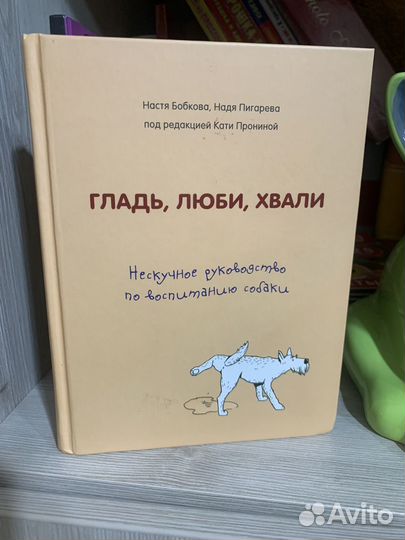 Настя Бобкова, Надя Пигарева
под редакцией Кати Прониной
ГЛАДЬ, ЛЮБИ, ХВАЛИ
Нескучное руководство
по воспитанию собаки
Avito